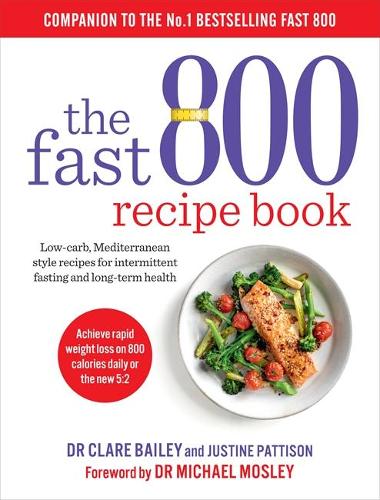 COMPANION TO THE No.1 BESTSELLING FAST 800
the
fast 800
recipe book
Low-carb, Mediterranean
style recipes for intermittent
fasting and long-term health
Achieve rapid
weight loss on 800
calories daily or
the new 5:2
DR CLARE BAILEY and JUSTINE PATTISON
Foreword by DR MICHAEL MOSLEY